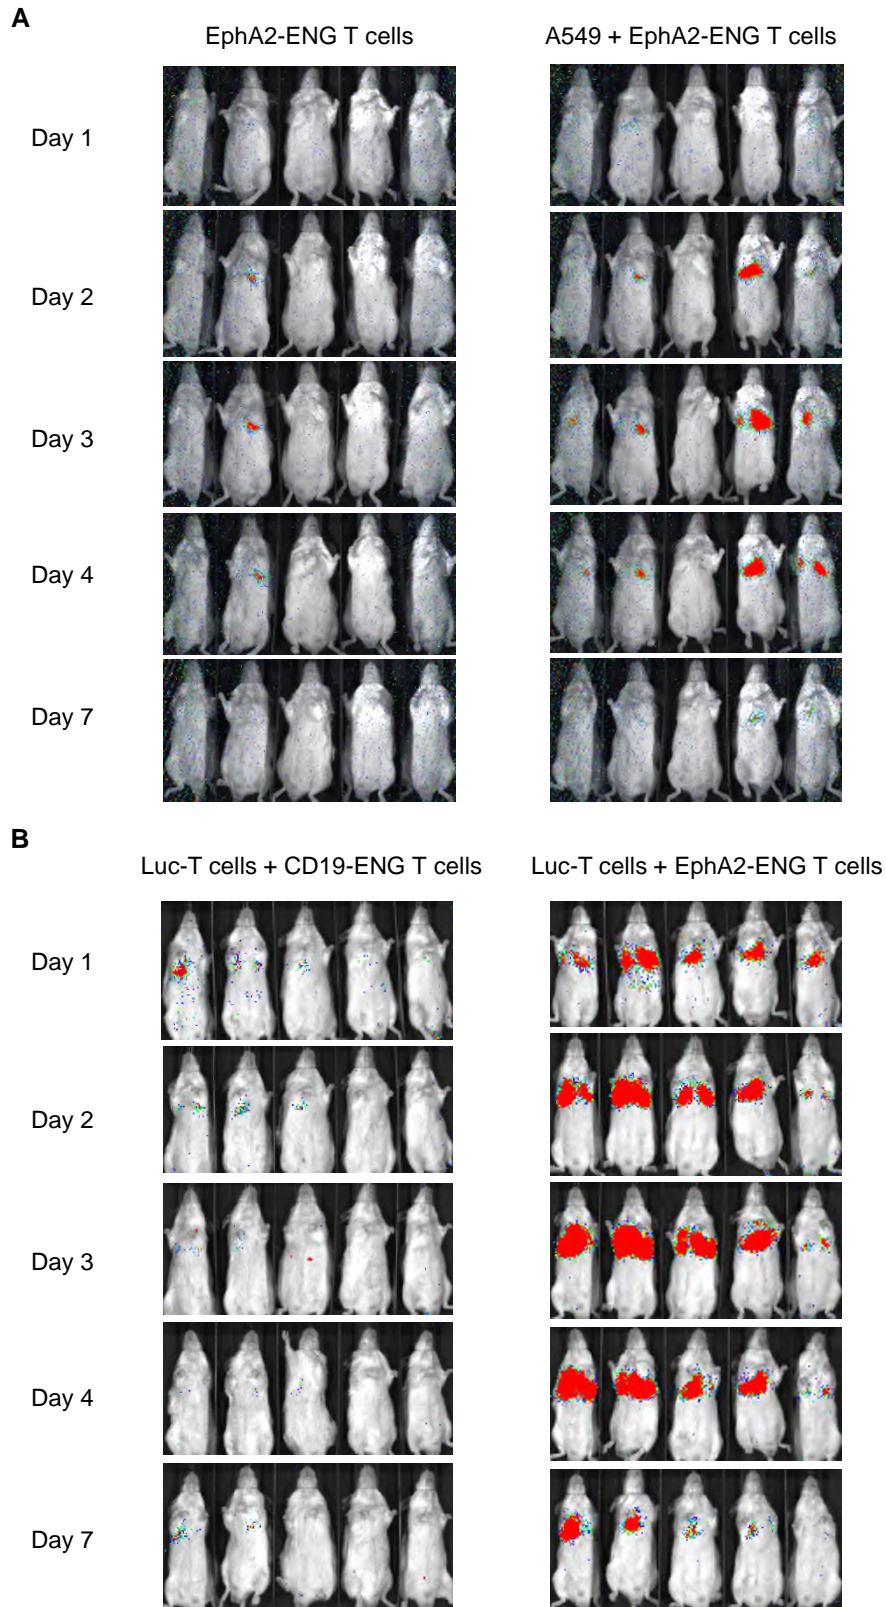 A
EphA2-ENG T cells
A549 + EphA2-ENG T cells
Day 1
Day 2
Day 3
Day 4
Day 7
B
Luc-T cells + CD19-ENG T cells
Luc-T cells + EphA2-ENG T cells
Day 1
Day 2
Day 3
Day 4
Day 7